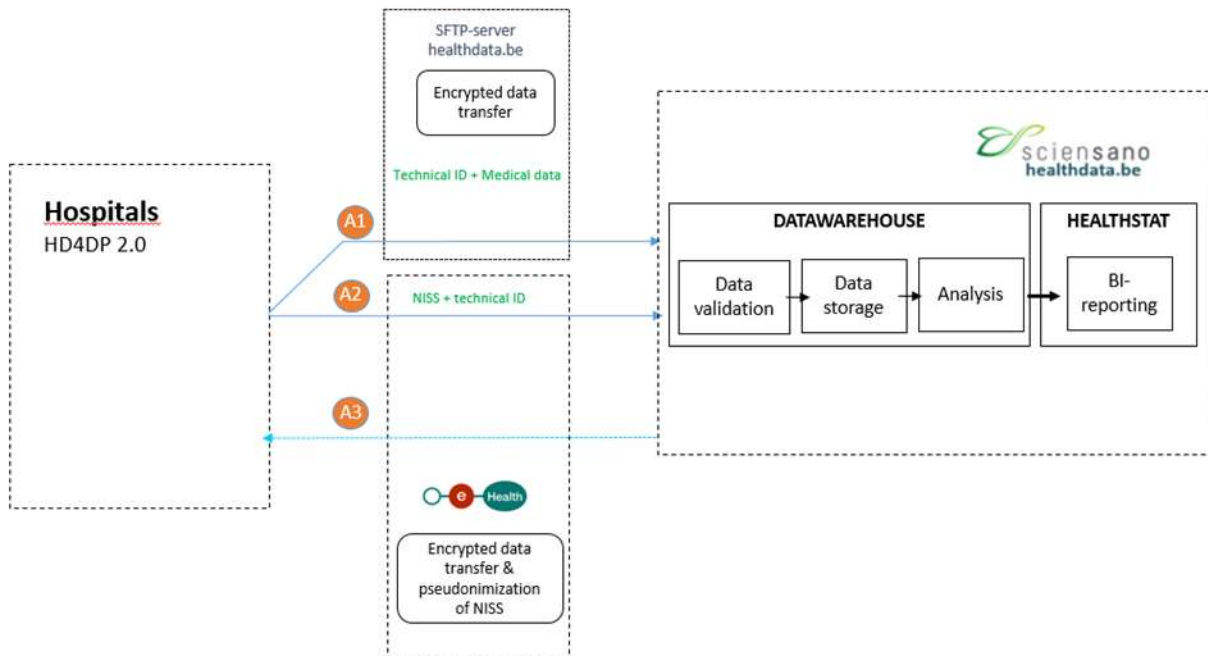 SFTP-server
healthdata.be
Encrypted data
transfer
Technical ID + Medical data
Hospitals
HD4DP 2.0
A1
A2
NISS + technical ID
A3
e
Health
Encrypted data
transfer &
pseudonimization
of NISS
sciensano
healthdata.be
DATAWAREHOUSE
HEALTHSTAT
Data
validation
Data
storage
Analysis
BI-
reporting